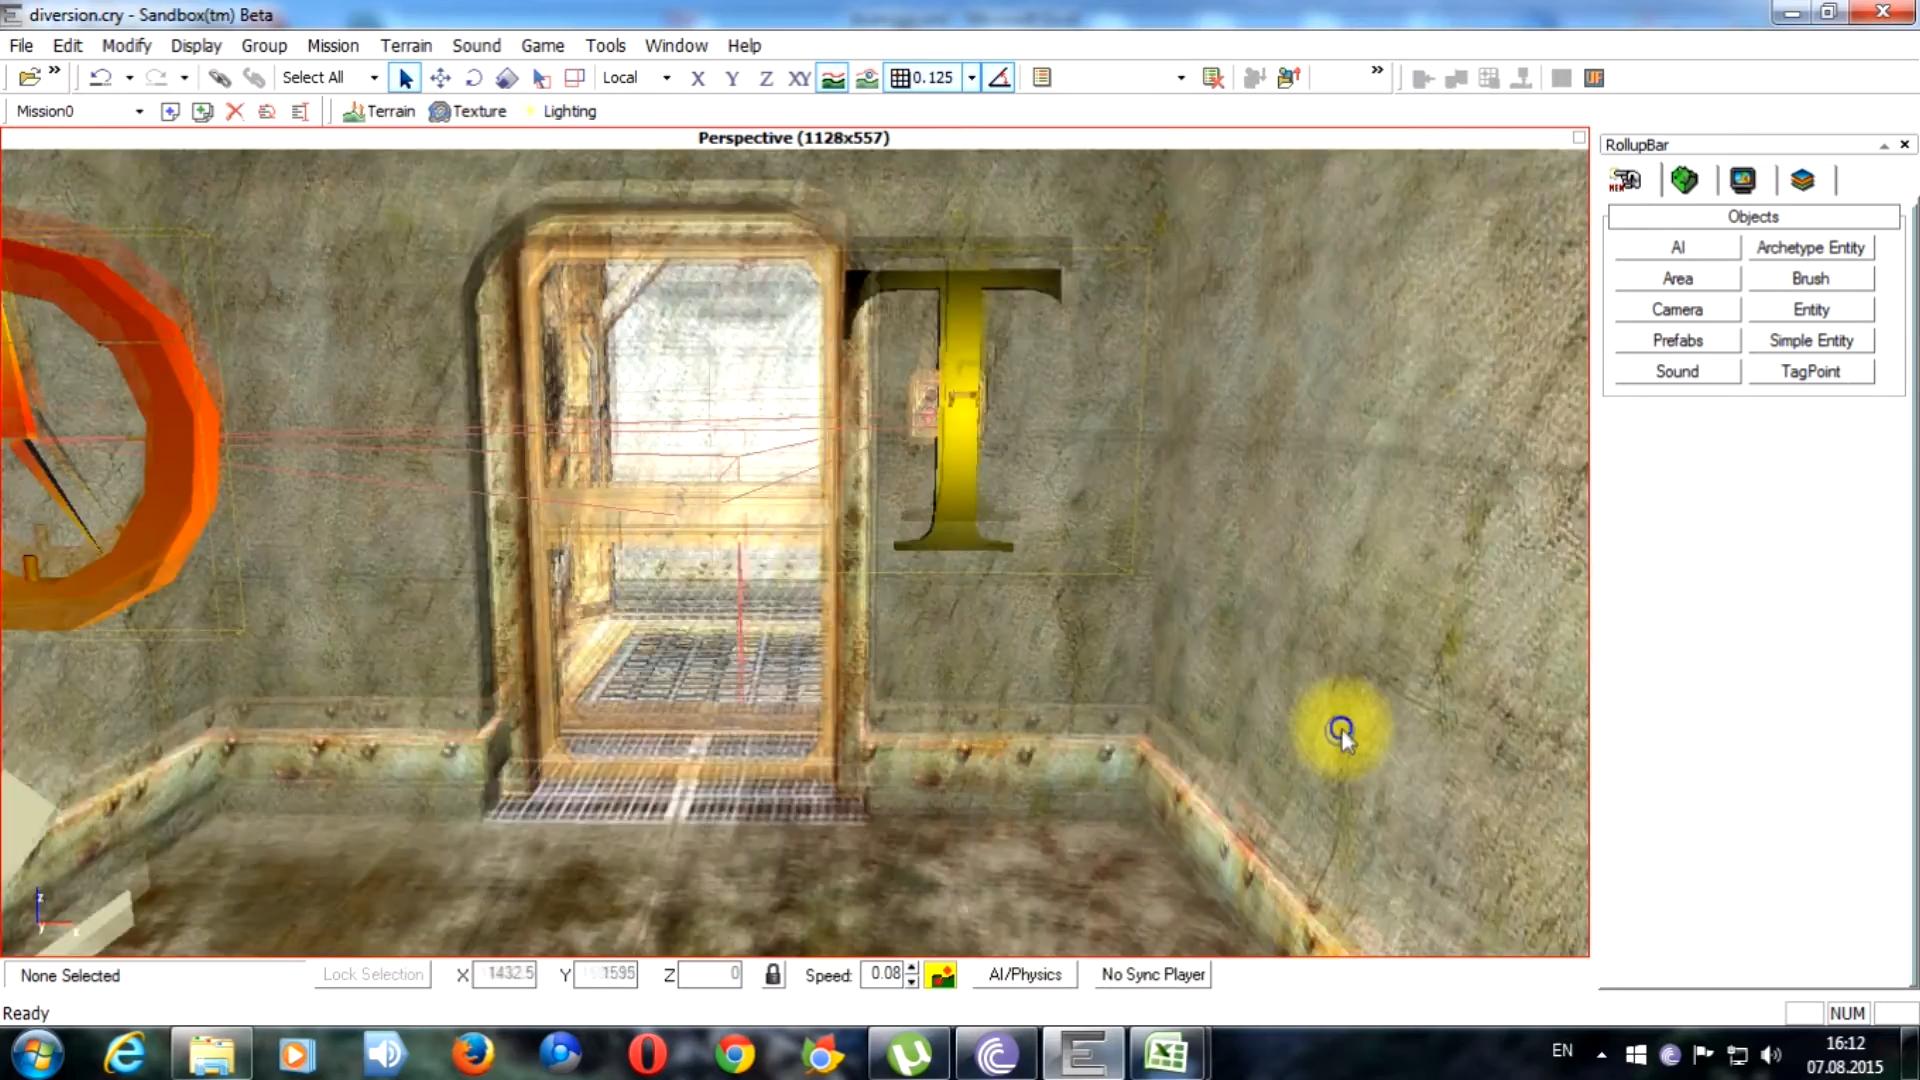 diversion.cry - Sandbox(tm) Beta
File Edit Modify Display Group Mission Terrain Sound Game Tools Window Help
Select All Local X Y Z XY 0.125 UF
Mission0 Terrain Texture Lighting
Perspective (1128x557)
RollupBar
Objects
AI Archetype Entity
Area Brush
Camera Entity
Prefabs Simple Entity
Sound TagPoint
T
z
y x
None Selected Lock Selection X 1432.5 Y 1595 Z 0 Speed: 0.08 AI/Physics No Sync Player
Ready NUM
EN 16:12
07.08.2015